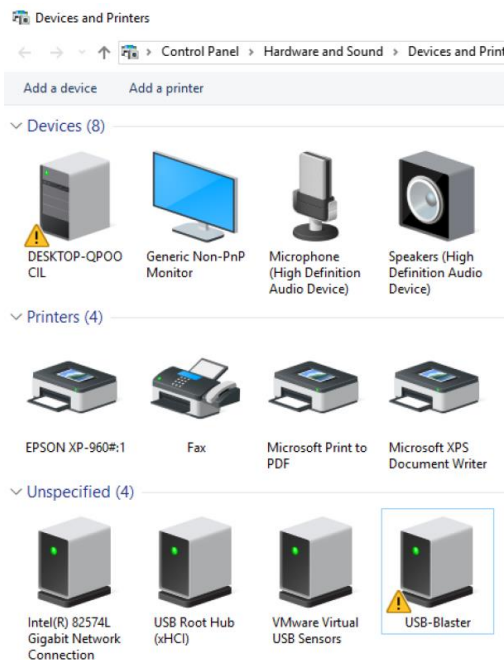 Devices and Printers
Control Panel > Hardware and Sound > Devices and Print
Add a device Add a printer
Devices (8)
DESKTOP-QPOO
CIL
Generic Non-PnP
Monitor
Microphone
(High Definition
Audio Device)
Speakers (High
Definition Audio
Device)
Printers (4)
EPSON XP-960#:1
Fax
Microsoft Print to
PDF
Microsoft XPS
Document Writer
Unspecified (4)
Intel(R) 82574L
Gigabit Network
Connection
USB Root Hub
(xHCI)
VMware Virtual
USB Sensors
USB-Blaster